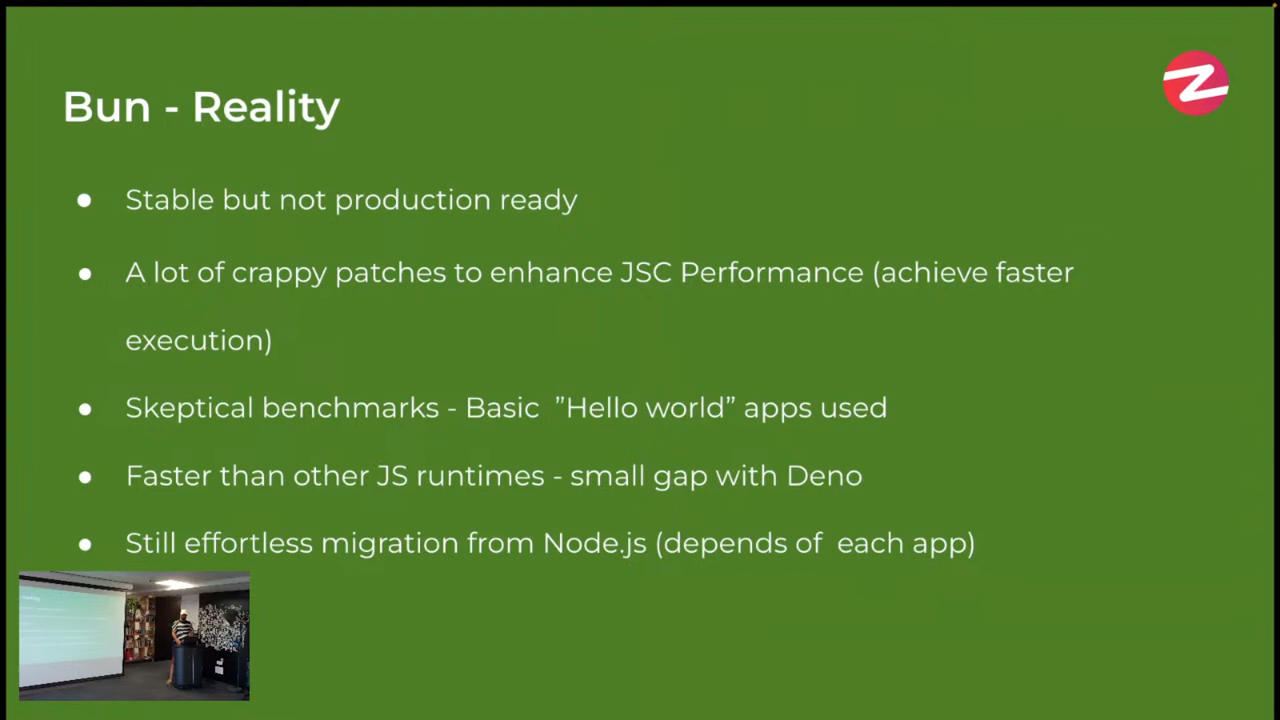 Bun - Reality
● Stable but not production ready
● A lot of crappy patches to enhance JSC Performance (achieve faster
execution)
● Skeptical benchmarks - Basic  ”Hello world” apps used
● Faster than other JS runtimes - small gap with Deno
● Still effortless migration from Node.js (depends of  each app)